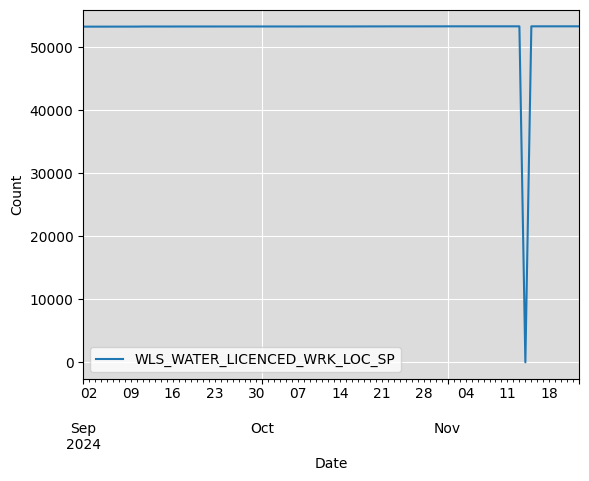 50000
40000
30000
20000
10000
0
Count
WLS_WATER_LICENCED_WRK_LOC_SP
02 09 16 23 30 07 14 21 28 04 11 18
Sep Oct Nov
2024
Date